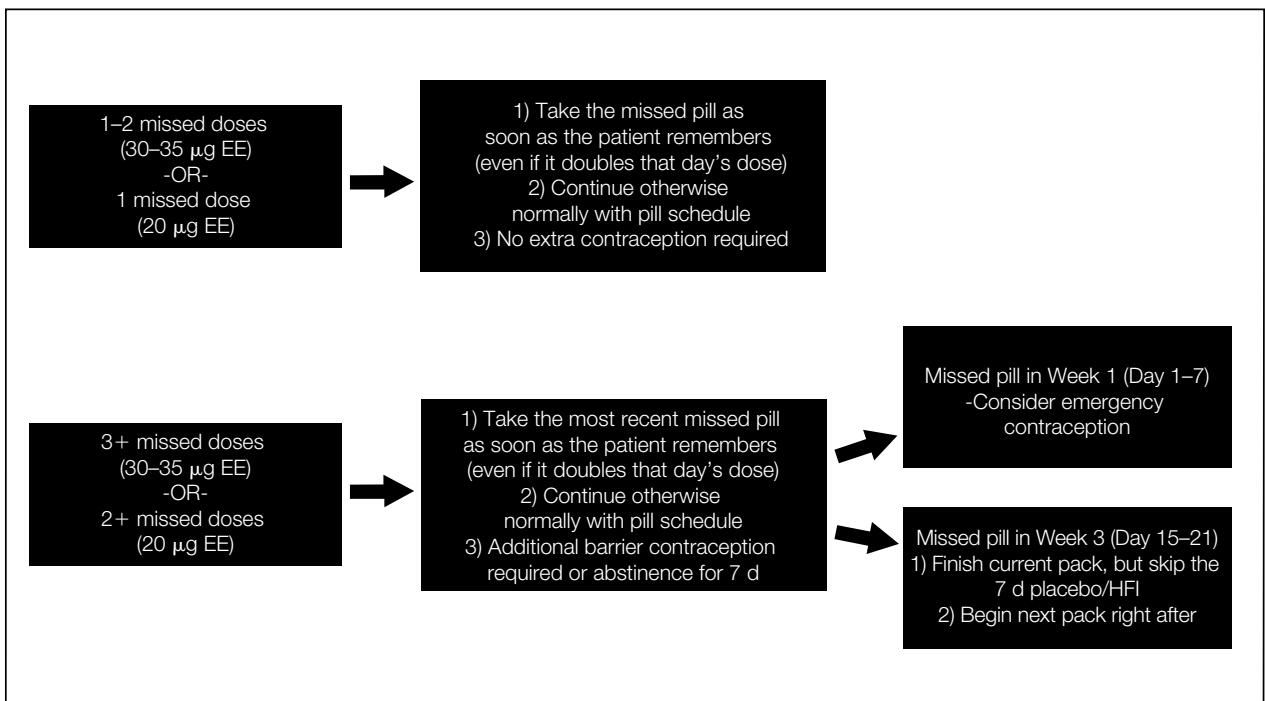 1–2 missed doses
(30–35 μg EE)
-OR-
1 missed dose
(20 μg EE)
1) Take the missed pill as
soon as the patient remembers
(even if it doubles that day’s dose)
2) Continue otherwise
normally with pill schedule
3) No extra contraception required
3+ missed doses
(30–35 μg EE)
-OR-
2+ missed doses
(20 μg EE)
1) Take the most recent missed pill
as soon as the patient remembers
(even if it doubles that day’s dose)
2) Continue otherwise
normally with pill schedule
3) Additional barrier contraception
required or abstinence for 7 d
Missed pill in Week 1 (Day 1–7)
-Consider emergency
contraception
Missed pill in Week 3 (Day 15–21)
1) Finish current pack, but skip the
7 d placebo/HFI
2) Begin next pack right after